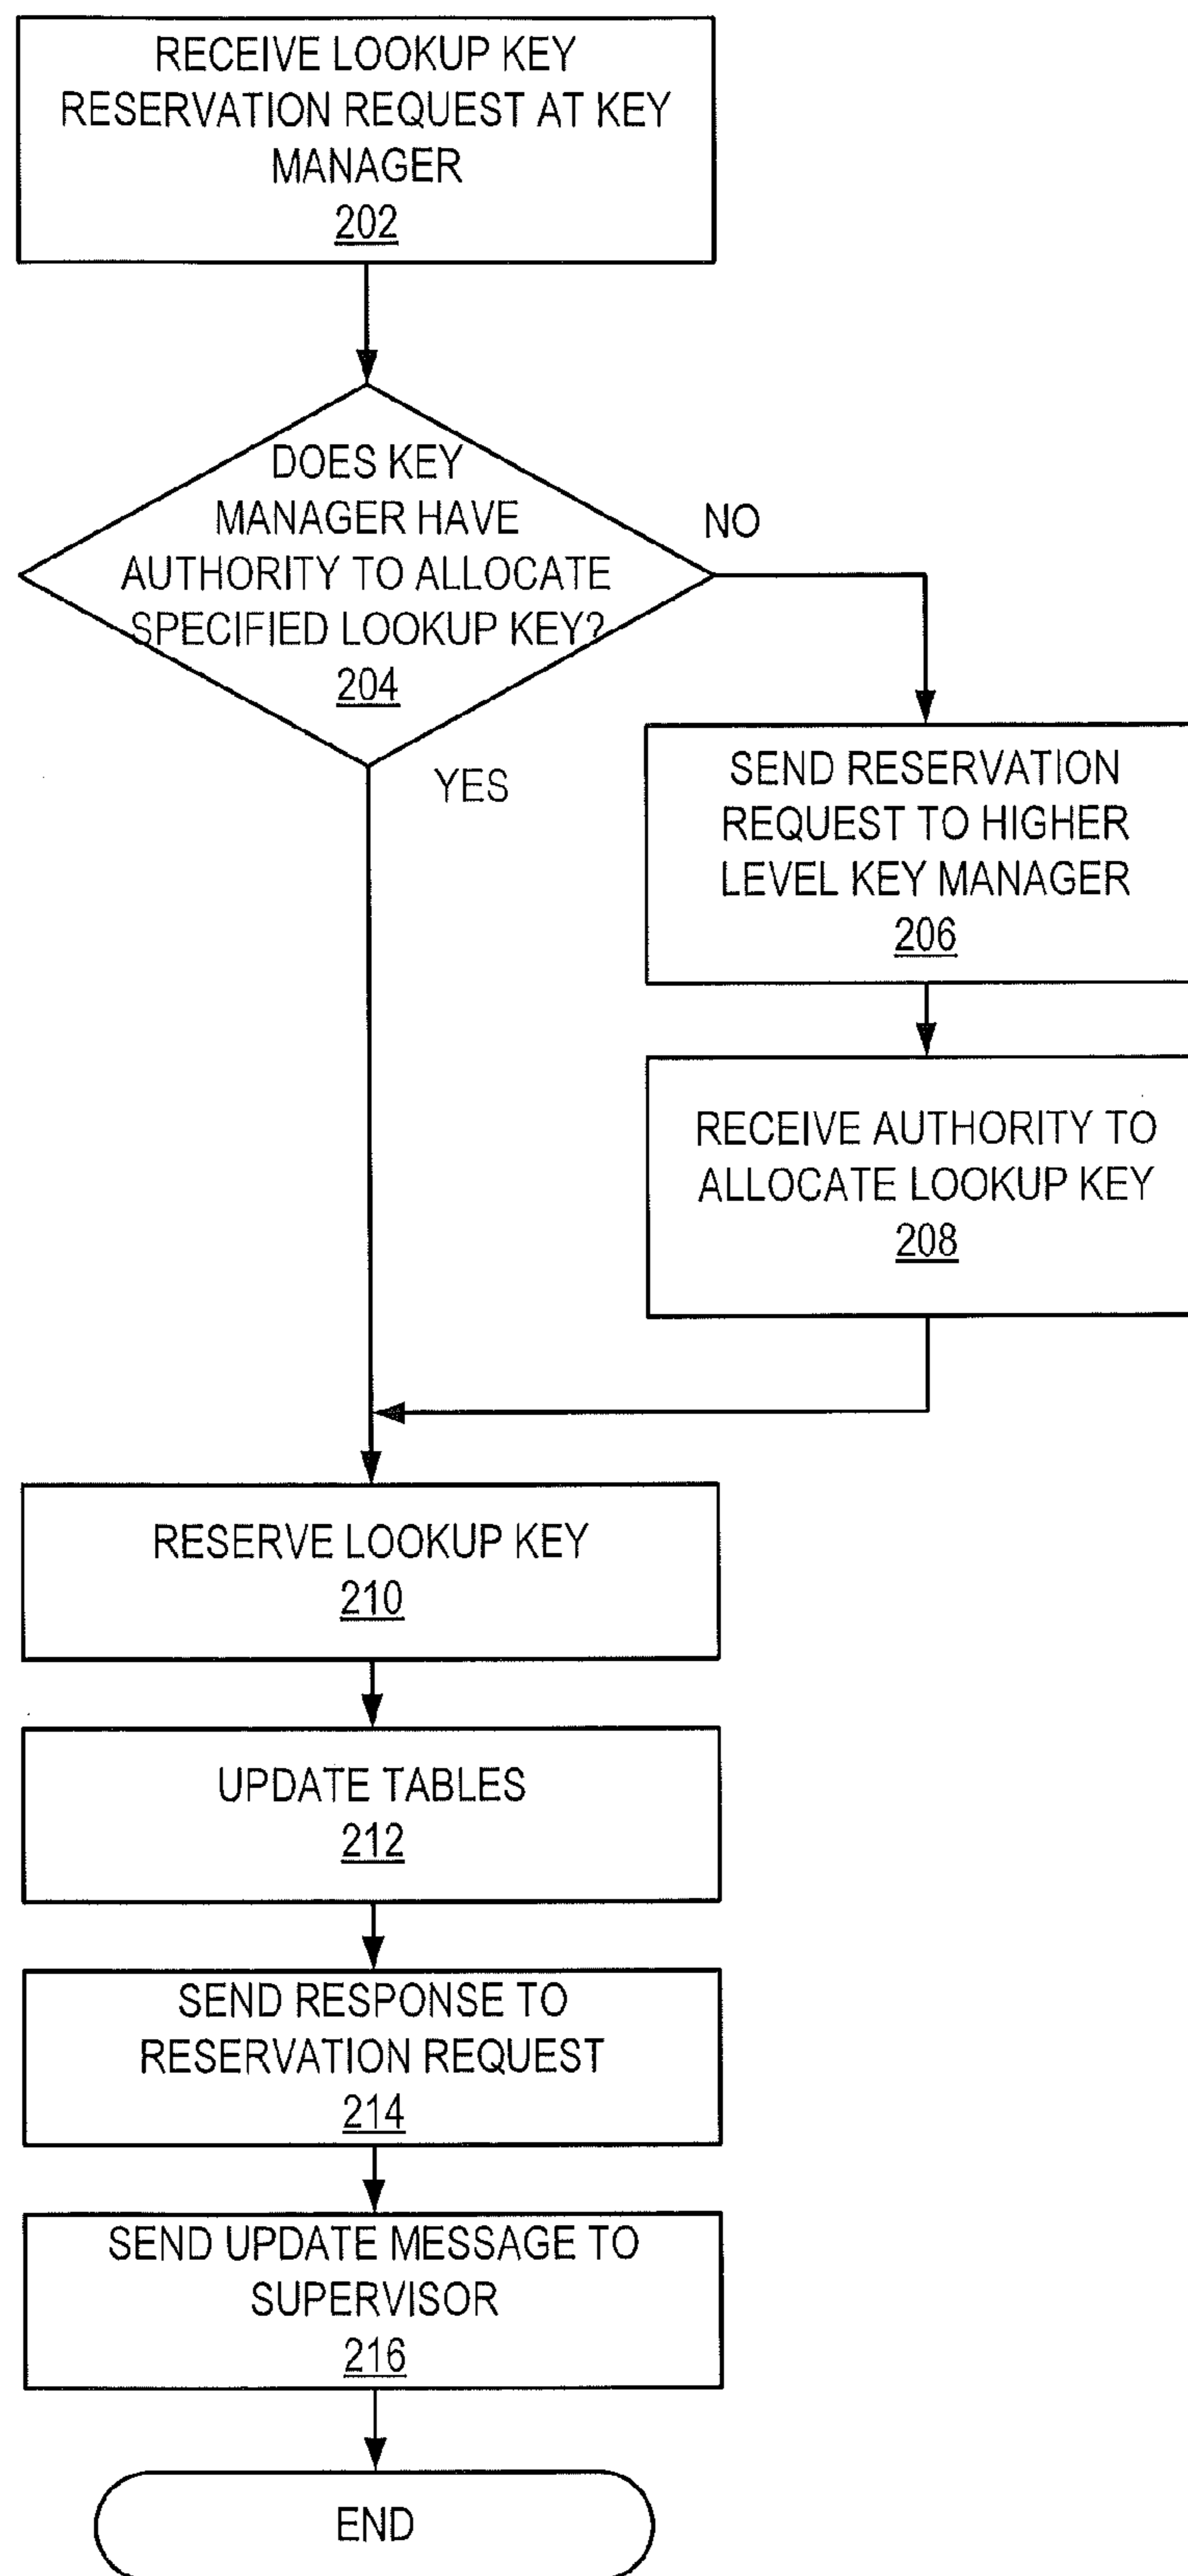 RECEIVE LOOKUP KEY
RESERVATION REQUEST AT KEY
MANAGER
202
DOES KEY
MANAGER HAVE
AUTHORITY TO ALLOCATE
SPECIFIED LOOKUP KEY?
204
NO
YES
SEND RESERVATION
REQUEST TO HIGHER
LEVEL KEY MANAGER
206
RECEIVE AUTHORITY TO
ALLOCATE LOOKUP KEY
208
RESERVE LOOKUP KEY
210
UPDATE TABLES
212
SEND RESPONSE TO
RESERVATION REQUEST
214
SEND UPDATE MESSAGE TO
SUPERVISOR
216
END